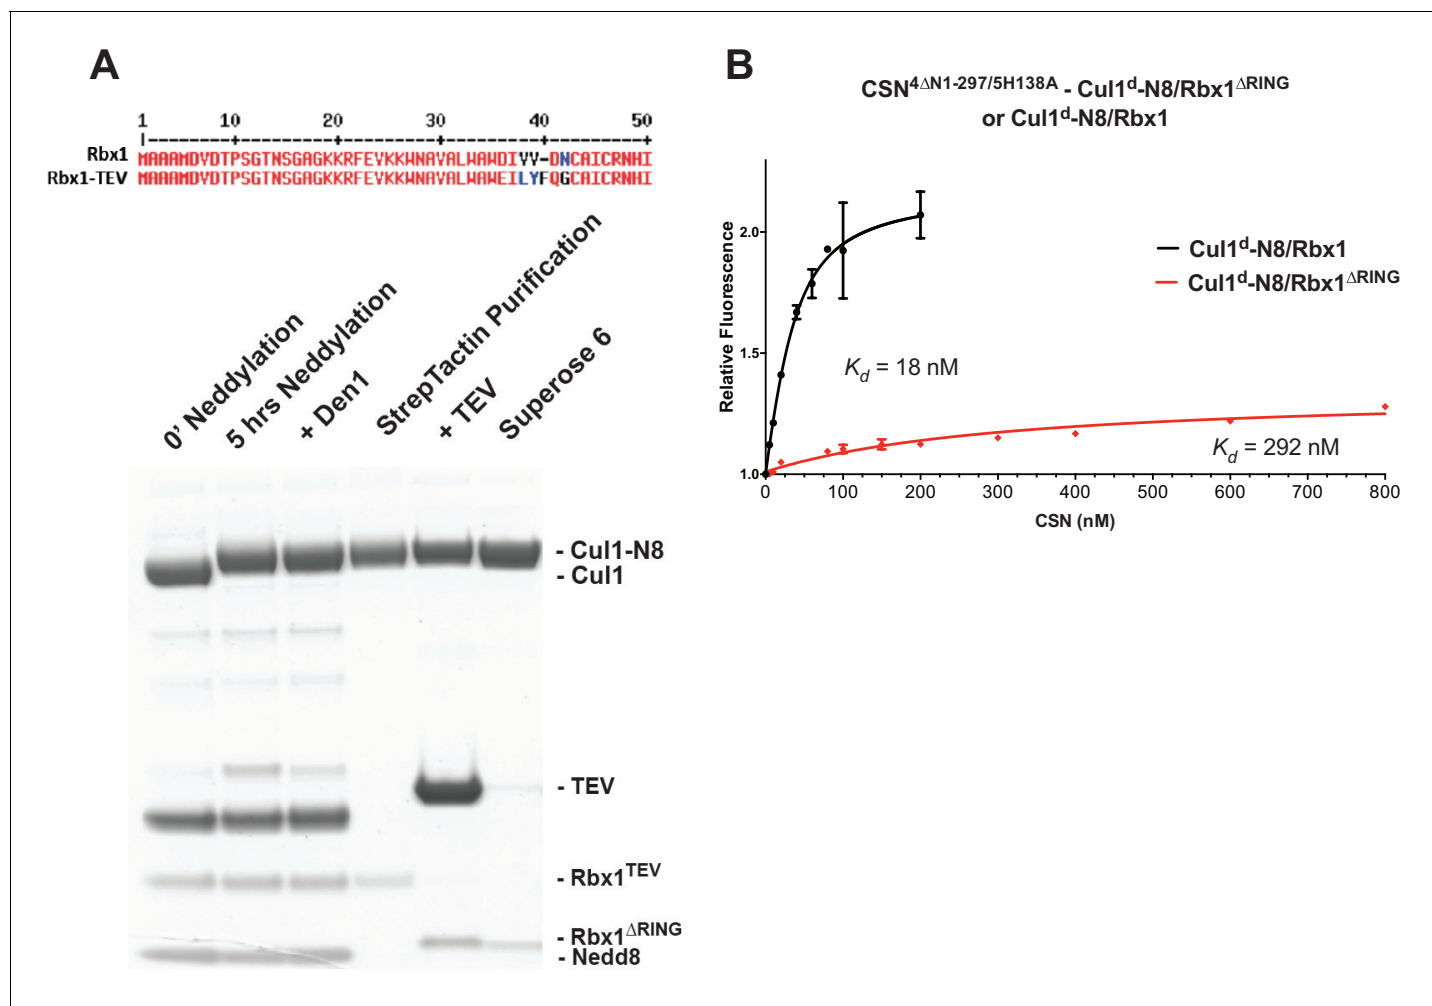 A
1 10 20 30 40 50
|---------+---------+---------+---------+---------|
Rbx1 MAAAMDVDTPSGTNSGAGKKRFEVKKWNAVALWAWDIVV-DNCAICRNHI
Rbx1-TEV MAAAMDVDTPSGTNSGAGKKRFEVKKWNAVALWAWEILYFQGCAICRNHI
0' Neddylation
5 hrs Neddylation
+ Den1
StrepTactin Purification
+ TEV
Superose 6
- Cul1-N8
- Cul1
- TEV
- Rbx1TEV
- Rbx1ΔRING
- Nedd8
B
CSN4ΔN1-297/5H138A - Cul1d-N8/Rbx1ΔRING
or Cul1d-N8/Rbx1
Relative Fluorescence
2.0
1.5
1.0
Cul1d-N8/Rbx1
Cul1d-N8/Rbx1ΔRING
Kd = 18 nM
Kd = 292 nM
0 100 200 300 400 500 600 700 800
CSN (nM)